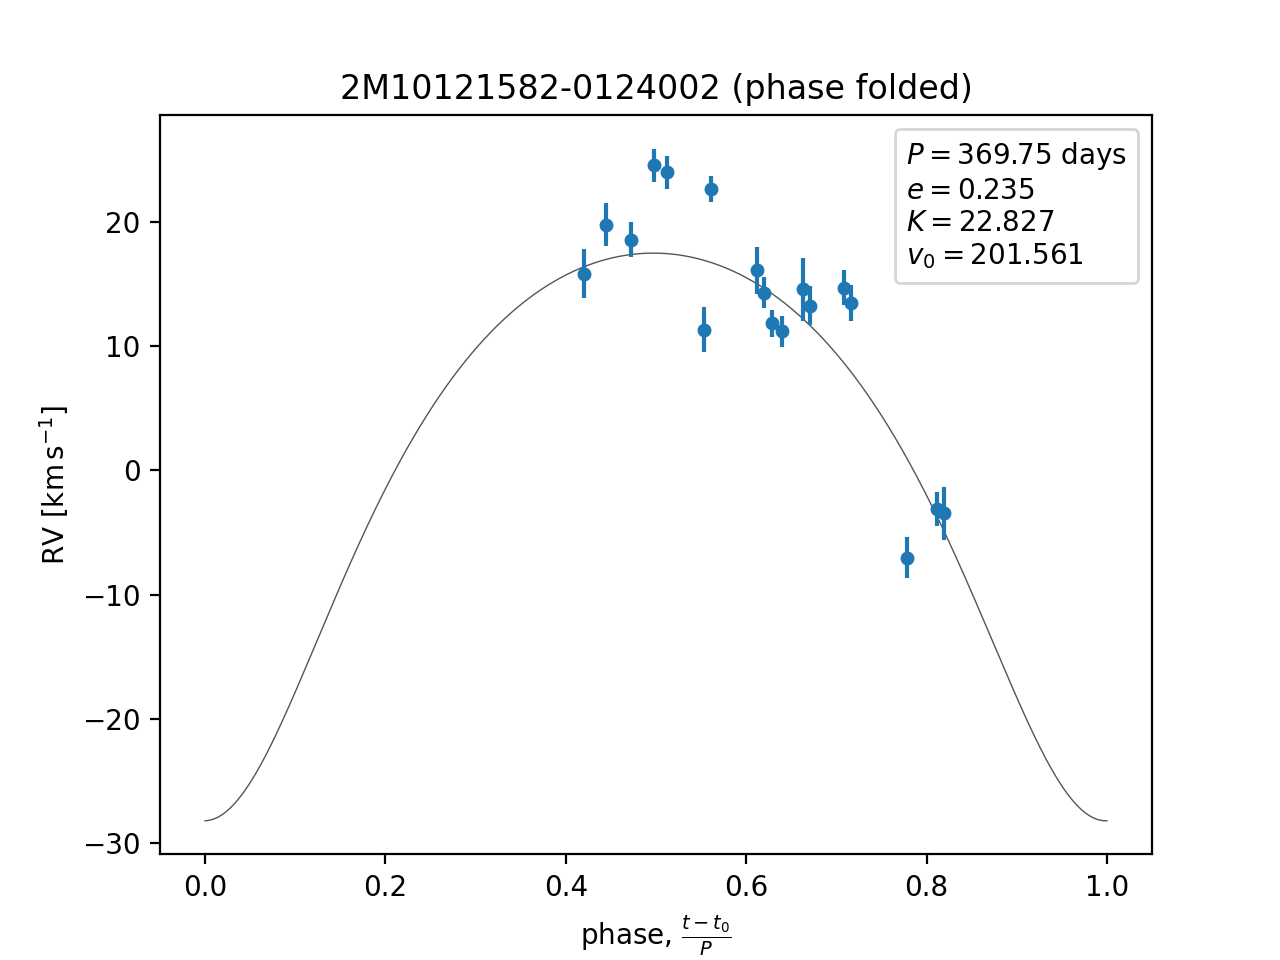 2M10121582-0124002 (phase folded)
P = 369.75 days
e = 0.235
K = 22.827
v₀ = 201.561
RV [km s⁻¹]
20
10
0
−10
−20
−30
0.0 0.2 0.4 0.6 0.8 1.0
phase, (t − t₀)/P